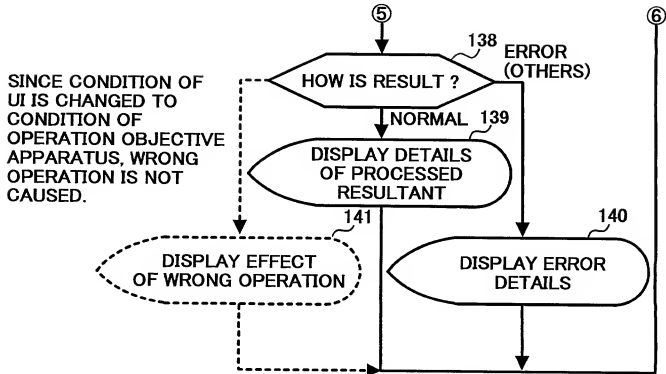 ⑤
⑥
138
ERROR
(OTHERS)
HOW IS RESULT ?
SINCE CONDITION OF
UI IS CHANGED TO
CONDITION OF
OPERATION OBJECTIVE
APPARATUS, WRONG
OPERATION IS NOT
CAUSED.
NORMAL
139
DISPLAY DETAILS
OF PROCESSED
RESULTANT
141
DISPLAY EFFECT
OF WRONG OPERATION
140
DISPLAY ERROR
DETAILS